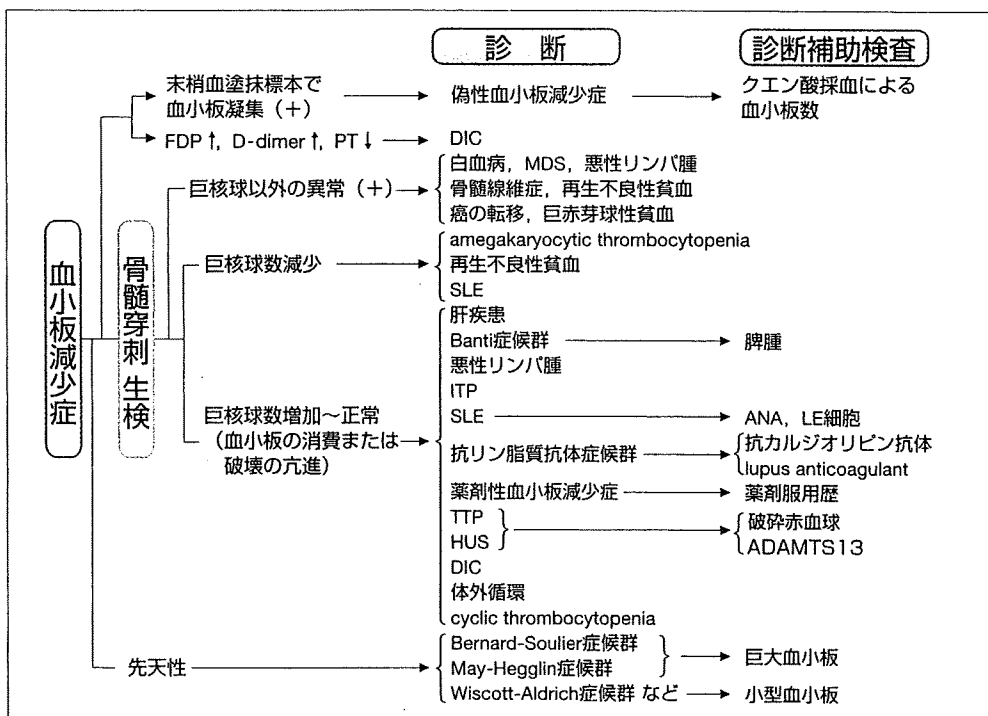 診 断
診断補助検査
末梢血塗抹標本で
血小板凝集（+）
偽性血小板減少症
クエン酸採血による
血小板数
FDP↑, D-dimer↑, PT↓
DIC
巨核球以外の異常（+）
白血病，MDS，悪性リンパ腫
骨髄線維症，再生不良性貧血
癌の転移，巨赤芽球性貧血
血小板減少症
骨髄穿刺 生検
巨核球数減少
amegakaryocytic thrombocytopenia
再生不良性貧血
SLE
巨核球数増加〜正常
（血小板の消費または
破壊の亢進）
肝疾患
Banti症候群
脾腫
悪性リンパ腫
ITP
SLE
ANA，LE細胞
抗リン脂質抗体症候群
抗カルジオリピン抗体
lupus anticoagulant
薬剤性血小板減少症
薬剤服用歴
TTP
HUS
破砕赤血球
ADAMTS13
DIC
体外循環
cyclic thrombocytopenia
先天性
Bernard-Soulier症候群
May-Hegglin症候群
巨大血小板
Wiscott-Aldrich症候群 など
小型血小板